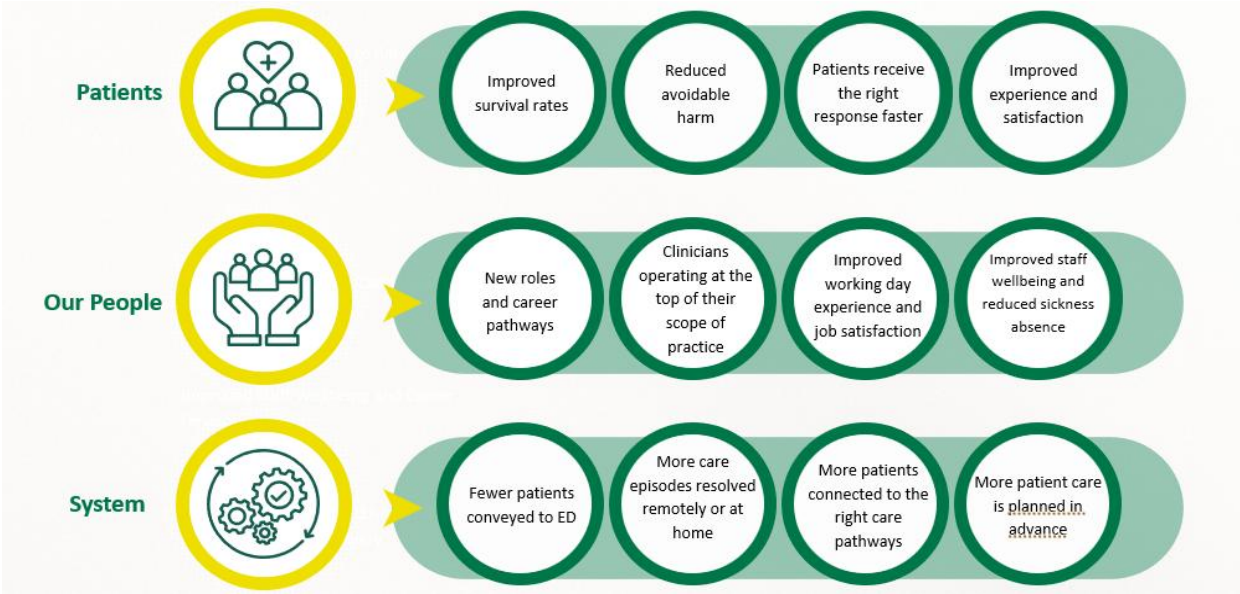 Patients
Improved
survival rates
Reduced
avoidable
harm
Patients receive
the right
response faster
Improved
experience and
satisfaction
Our People
New roles
and career
pathways
Clinicians
operating at the
top of their
scope of
practice
Improved
working day
experience and
job satisfaction
Improved staff
wellbeing and
reduced sickness
absence
System
Fewer patients
conveyed to ED
More care
episodes resolved
remotely or at
home
More patients
connected to the
right care
pathways
More patient care
is planned in
advance